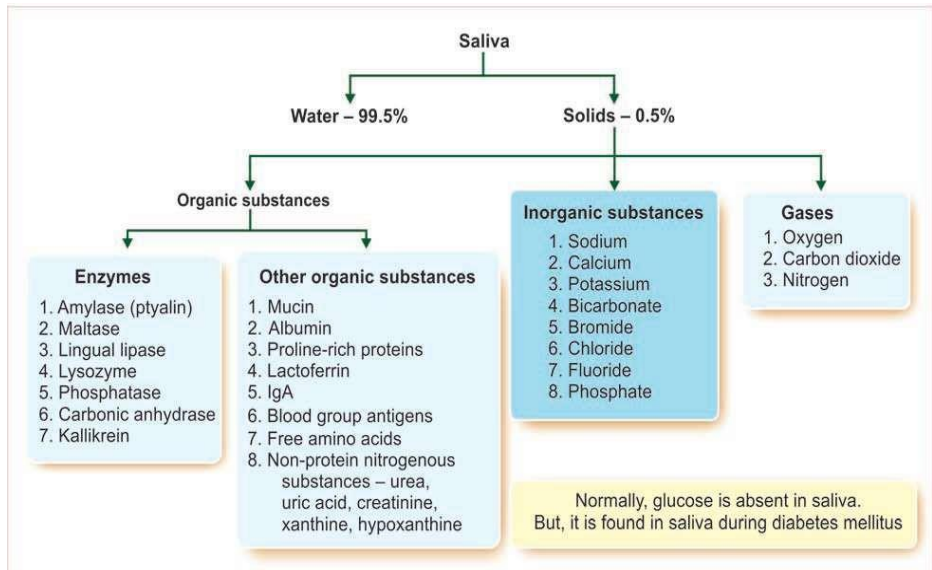 Saliva
Water – 99.5%
Solids – 0.5%
Organic substances
Enzymes
1. Amylase (ptyalin)
2. Maltase
3. Lingual lipase
4. Lysozyme
5. Phosphatase
6. Carbonic anhydrase
7. Kallikrein
Other organic substances
1. Mucin
2. Albumin
3. Proline-rich proteins
4. Lactoferrin
5. IgA
6. Blood group antigens
7. Free amino acids
8. Non-protein nitrogenous
substances – urea,
uric acid, creatinine,
xanthine, hypoxanthine
Inorganic substances
1. Sodium
2. Calcium
3. Potassium
4. Bicarbonate
5. Bromide
6. Chloride
7. Fluoride
8. Phosphate
Gases
1. Oxygen
2. Carbon dioxide
3. Nitrogen
Normally, glucose is absent in saliva.
But, it is found in saliva during diabetes mellitus